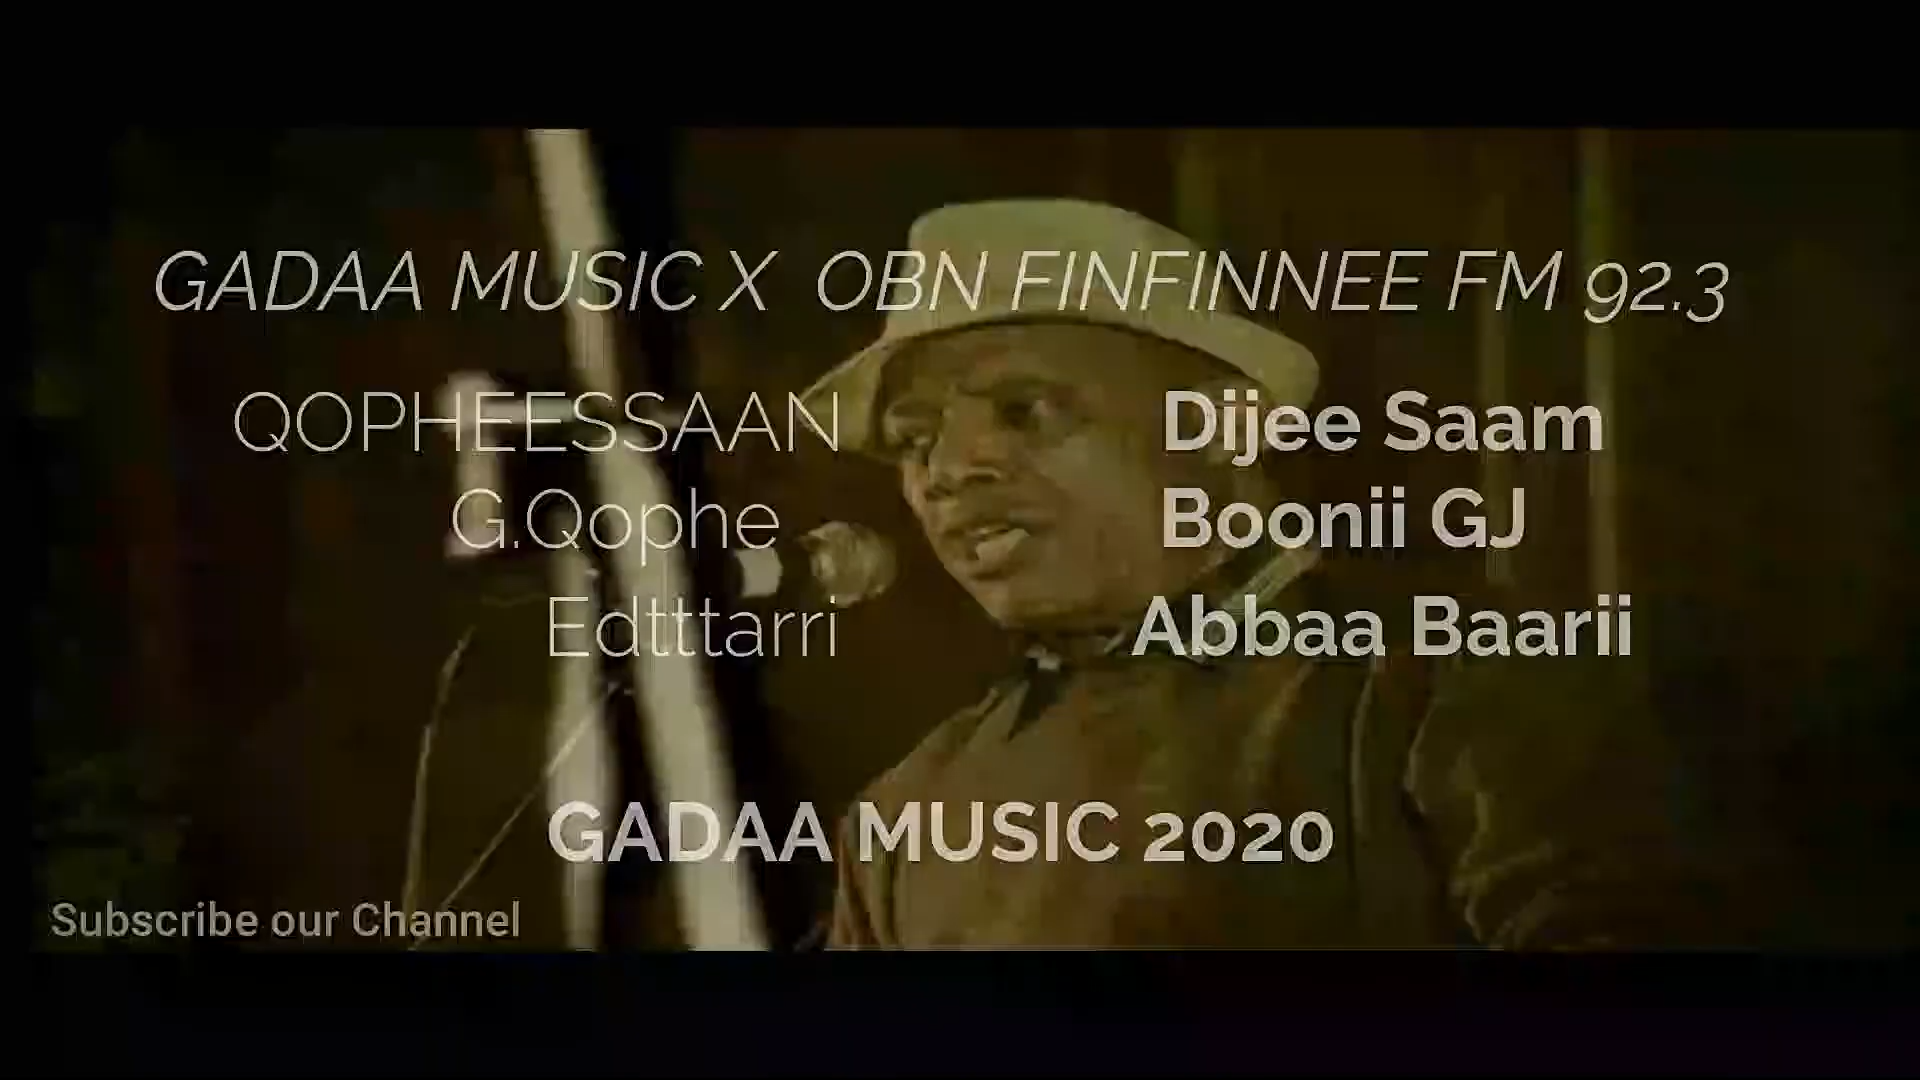 GADAA MUSIC X OBN FINFINNEE FM 92.3
QOPHEESSAAN Dijee Saam
G.Qophe Boonii GJ
Edtttarri Abbaa Baarii
GADAA MUSIC 2020
Subscribe our Channel